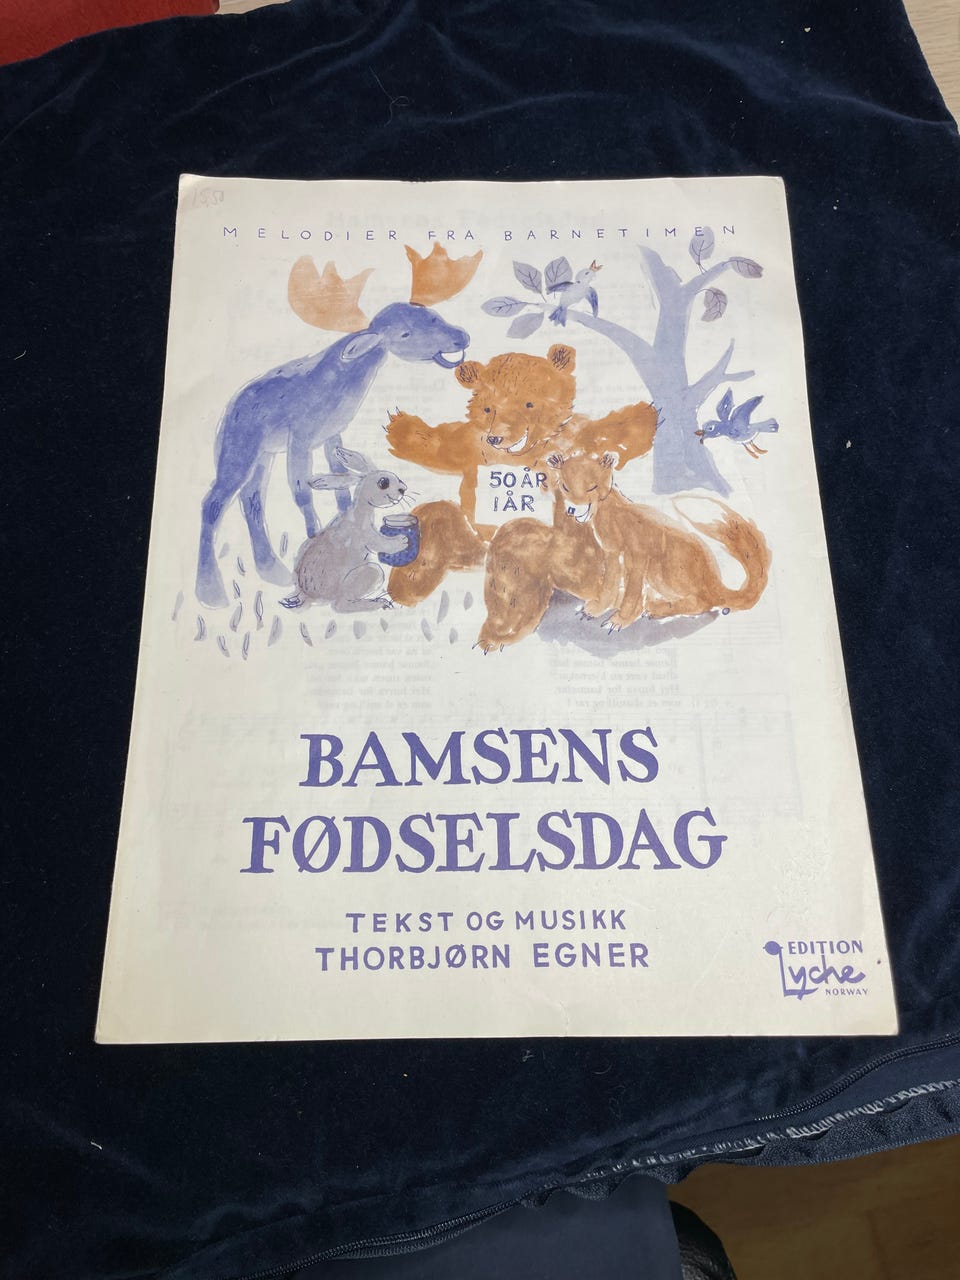 MELODIER FRA BARNETIMEN
50 ÅR
I ÅR
BAMSENS
FØDSELSDAG
TEKST OG MUSIKK
THORBJØRN EGNER
EDITION
Lyche
NORWAY